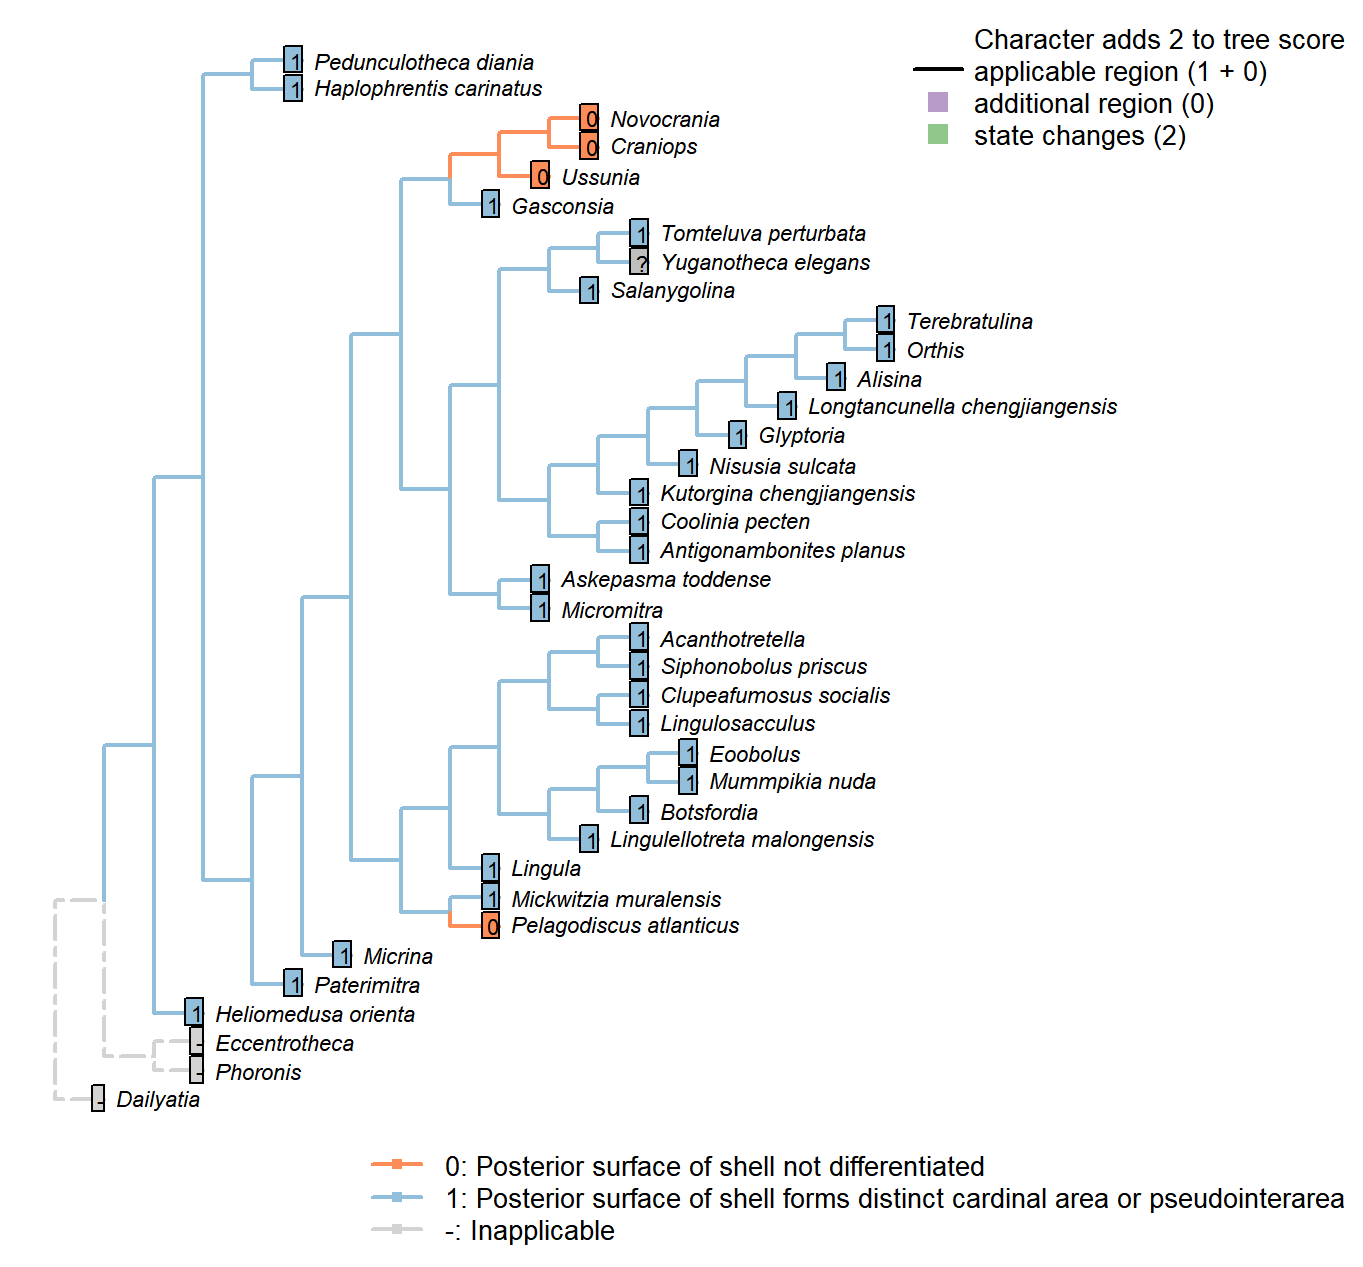 Character adds 2 to tree score
applicable region (1 + 0)
additional region (0)
state changes (2)
1 Pedunculotheca diania
1 Haplophrentis carinatus
0 Novocrania
0 Craniops
0 Ussunia
1 Gasconsia
1 Tomteluva perturbata
? Yuganotheca elegans
1 Salanygolina
1 Terebratulina
1 Orthis
1 Alisina
1 Longtancunella chengjiangensis
1 Glyptoria
1 Nisusia sulcata
1 Kutorgina chengjiangensis
1 Coolinia pecten
1 Antigonambonites planus
1 Askepasma toddense
1 Micromitra
1 Acanthotretella
1 Siphonobolus priscus
1 Clupeafumosus socialis
1 Lingulosacculus
1 Eoobolus
1 Mummpikia nuda
1 Botsfordia
1 Lingulellotreta malongensis
1 Lingula
1 Mickwitzia muralensis
0 Pelagodiscus atlanticus
1 Micrina
1 Paterimitra
1 Heliomedusa orienta
- Eccentrotheca
- Phoronis
- Dailyatia
0: Posterior surface of shell not differentiated
1: Posterior surface of shell forms distinct cardinal area or pseudointerarea
-: Inapplicable